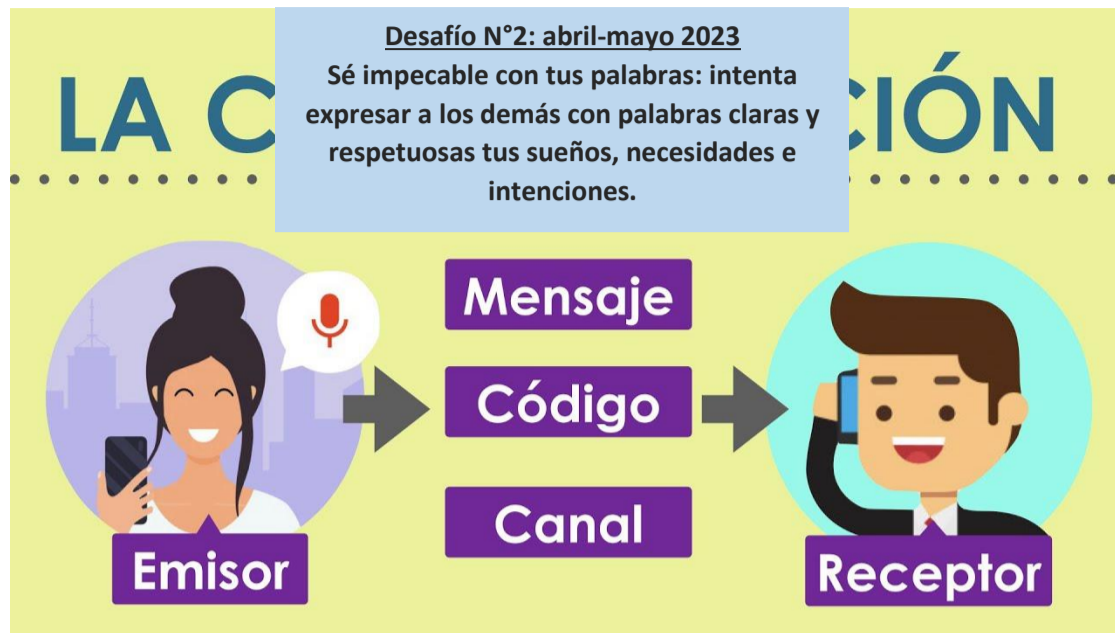 Desafío N°2: abril-mayo 2023
Sé impecable con tus palabras: intenta
expresar a los demás con palabras claras y
respetuosas tus sueños, necesidades e
intenciones.
LA C CIÓN
Mensaje
Código
Canal
Emisor
Receptor